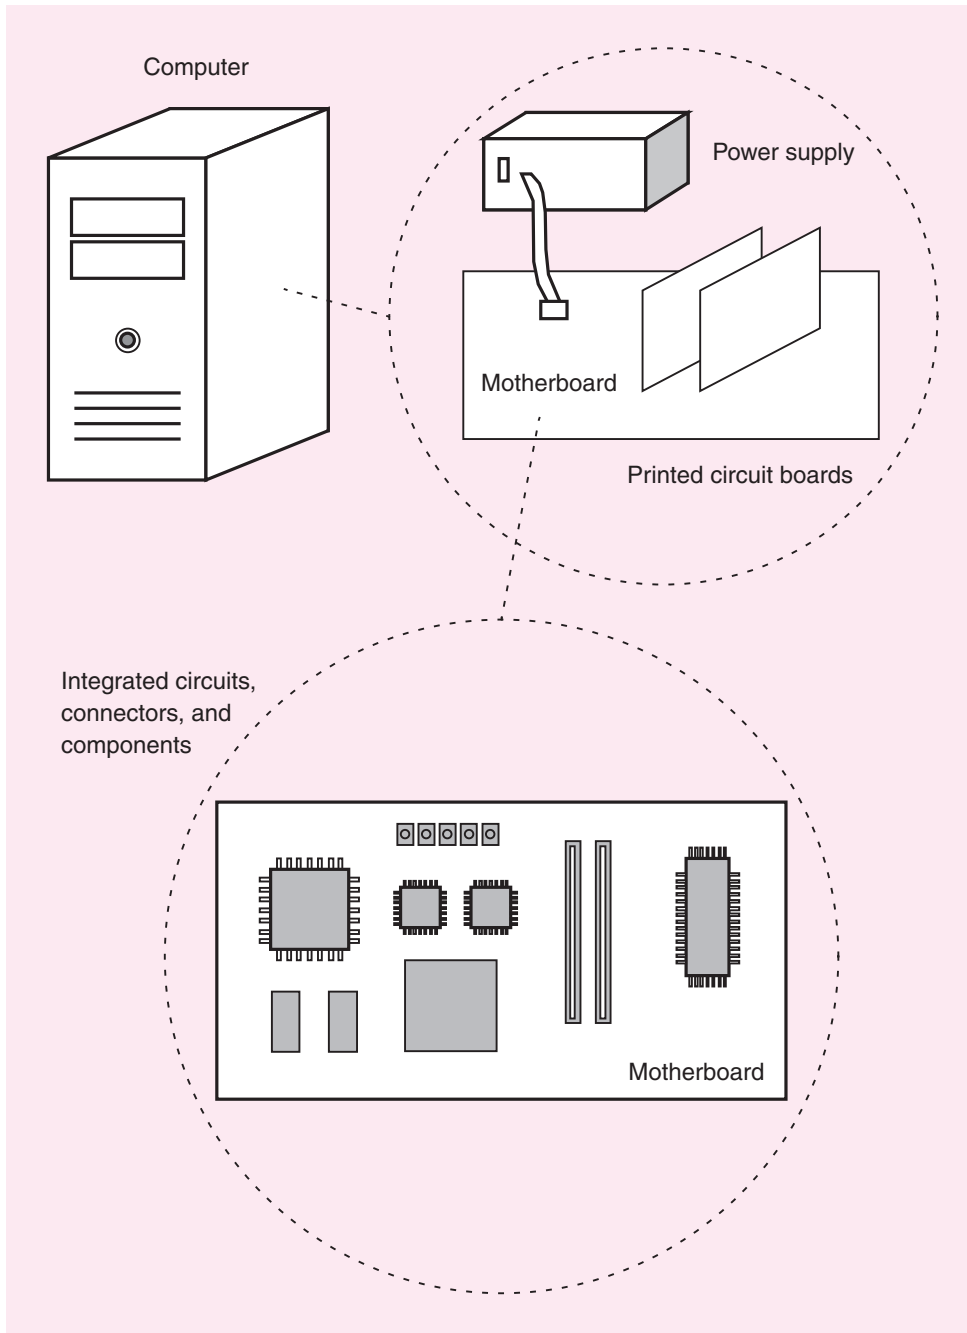 Computer
Power supply
Motherboard
Printed circuit boards
Integrated circuits,
connectors, and
components
Motherboard